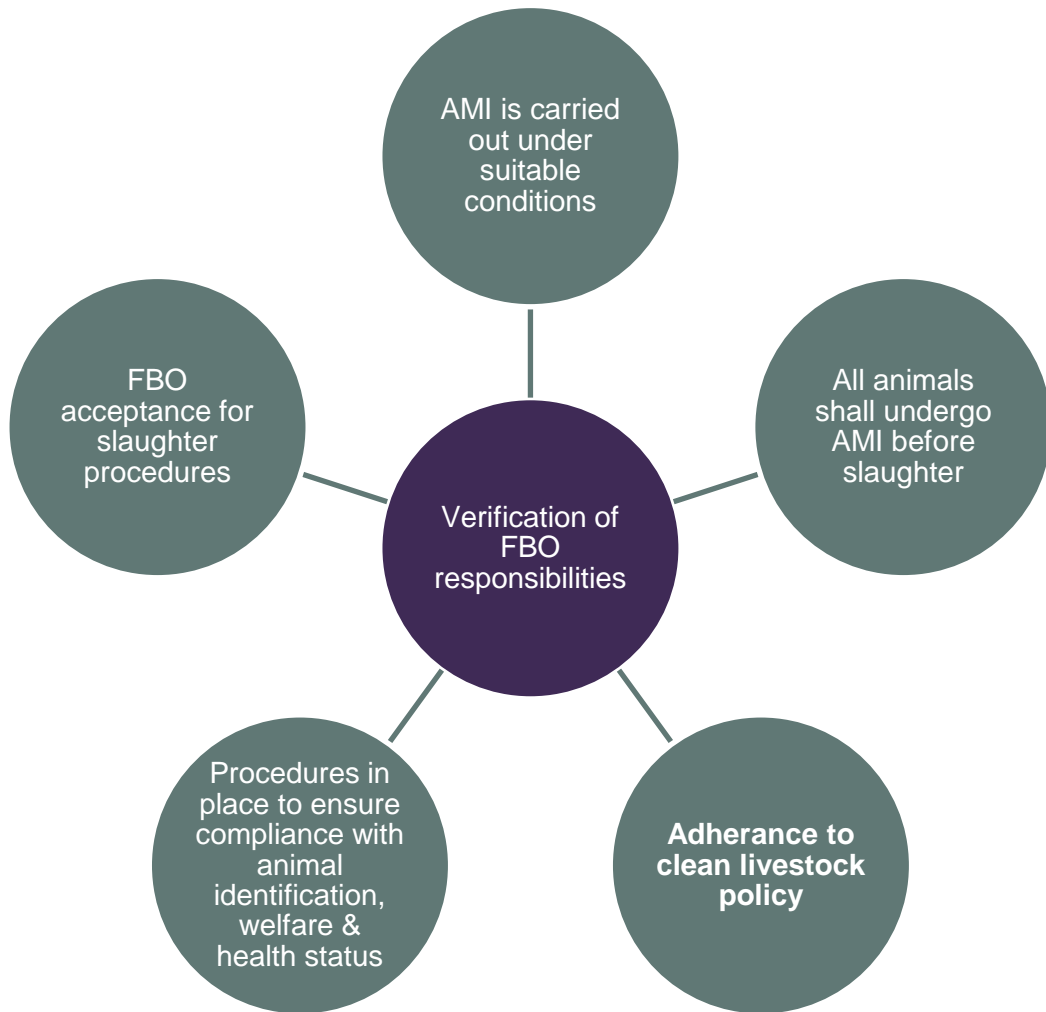 AMI is carried
out under
suitable
conditions
FBO
acceptance for
slaughter
procedures
All animals
shall undergo
AMI before
slaughter
Verification of
FBO
responsibilities
Procedures in
place to ensure
compliance with
animal
identification,
welfare &
health status
Adherance to
clean livestock
policy